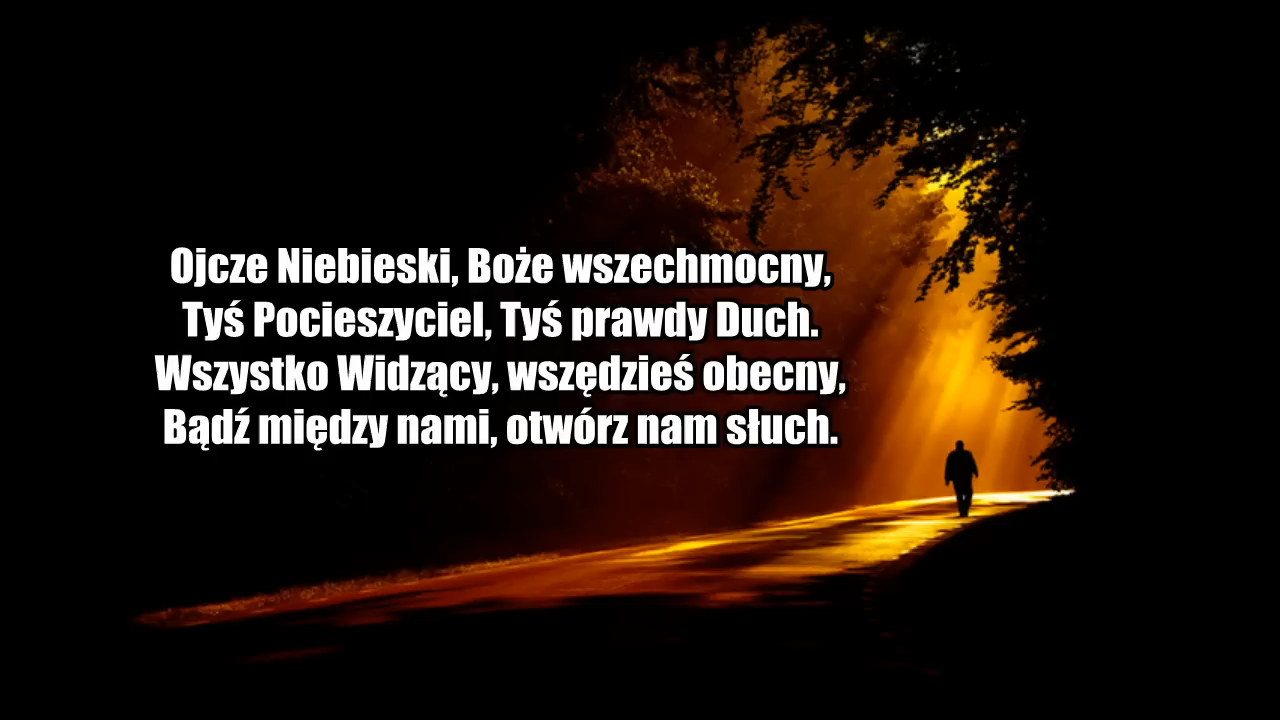 Ojcze Niebieski, Boże wszechmocny,
Tyś Pocieszyciel, Tyś prawdy Duch.
Wszystko Widzący, wszędzieś obecny,
Bądź między nami, otwórz nam słuch.